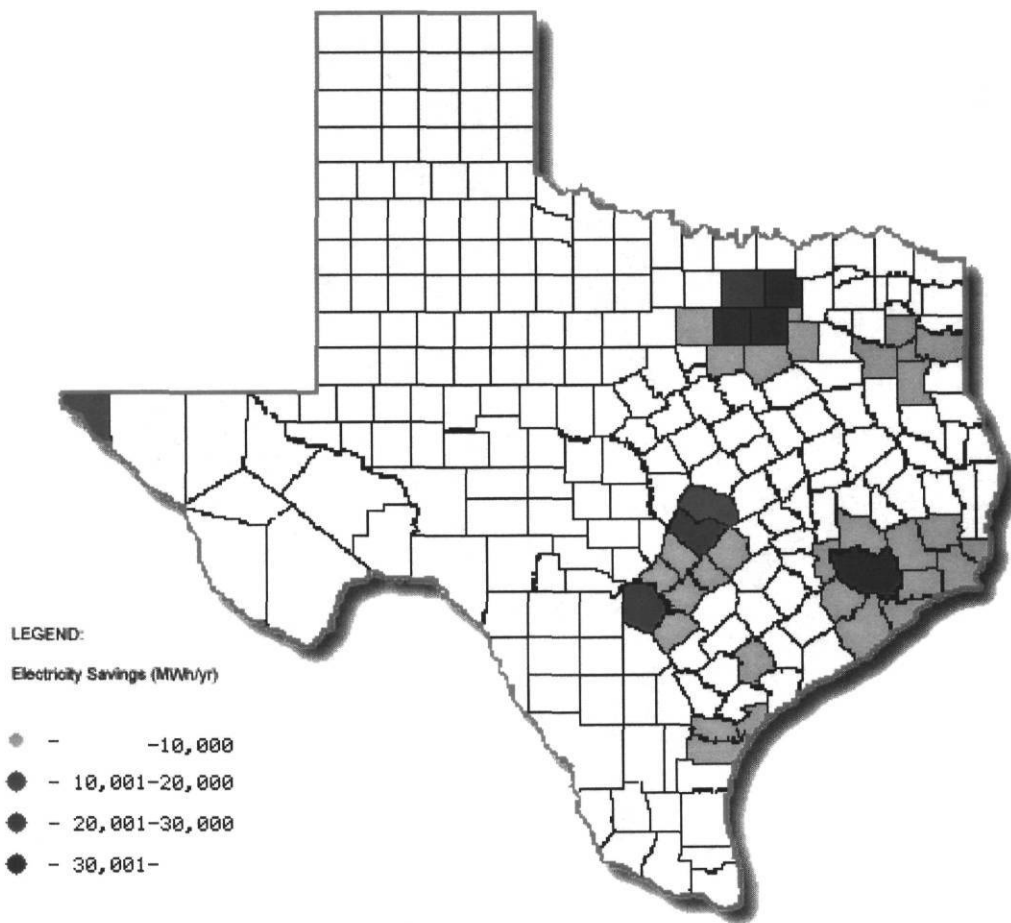 LEGEND:
Electricity Savings (MWh/yr)
- -10,000
- 10,001-20,000
- 20,001-30,000
- 30,001-